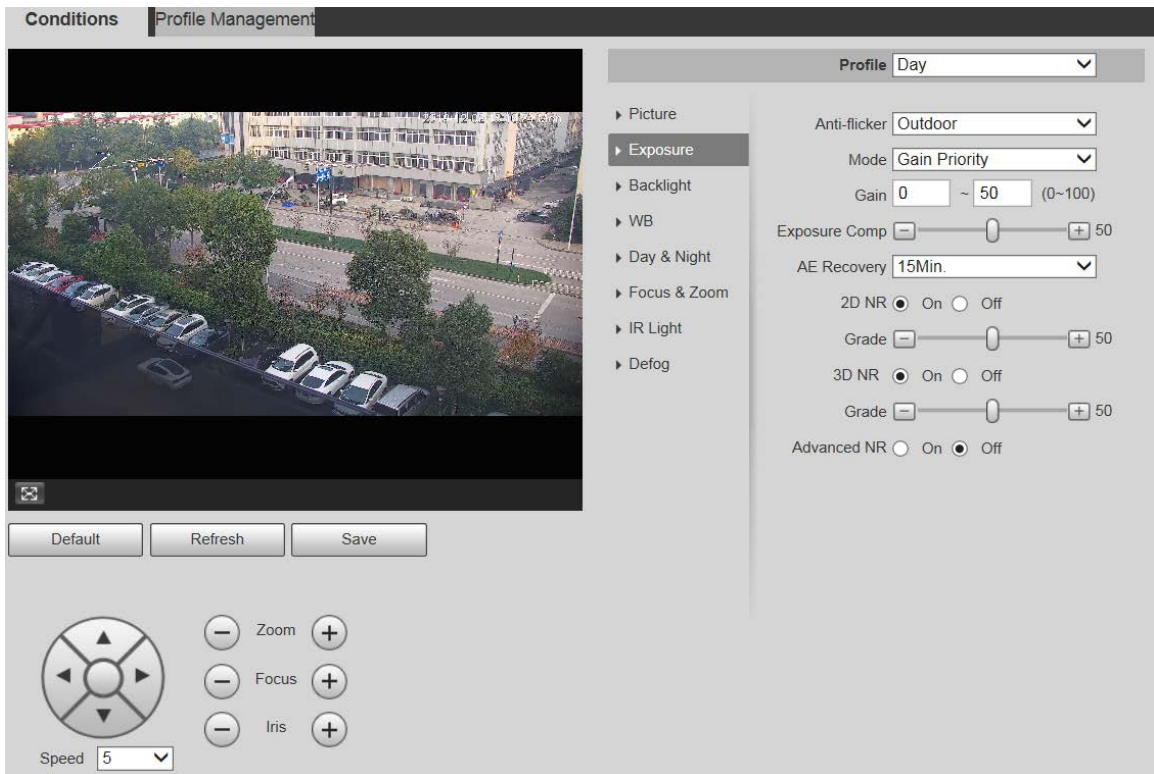 Conditions
Profile Management
Profile Day
Picture
Exposure
Backlight
WB
Day & Night
Focus & Zoom
IR Light
Defog
Anti-flicker Outdoor
Mode Gain Priority
Gain 0 ~ 50 (0~100)
Exposure Comp 50
AE Recovery 15Min.
2D NR On Off
Grade 50
3D NR On Off
Grade 50
Advanced NR On Off
Default Refresh Save
Zoom
Focus
Iris
Speed 5